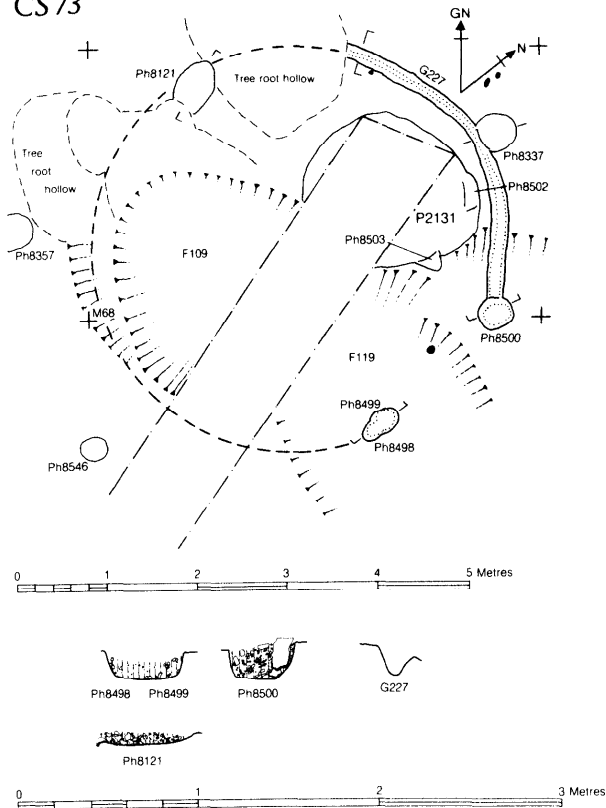 CS 73
GN
N
Ph8121
Tree root hollow
G227
Ph8337
Tree
root
hollow
Ph8502
P2131
Ph8503
Ph8357
F109
M68
Ph8500
F119
Ph8499
Ph8498
Ph8546
0 1 2 3 4 5 Metres
Ph8498 Ph8499 Ph8500 G227
Ph8121
0 1 2 3 Metres